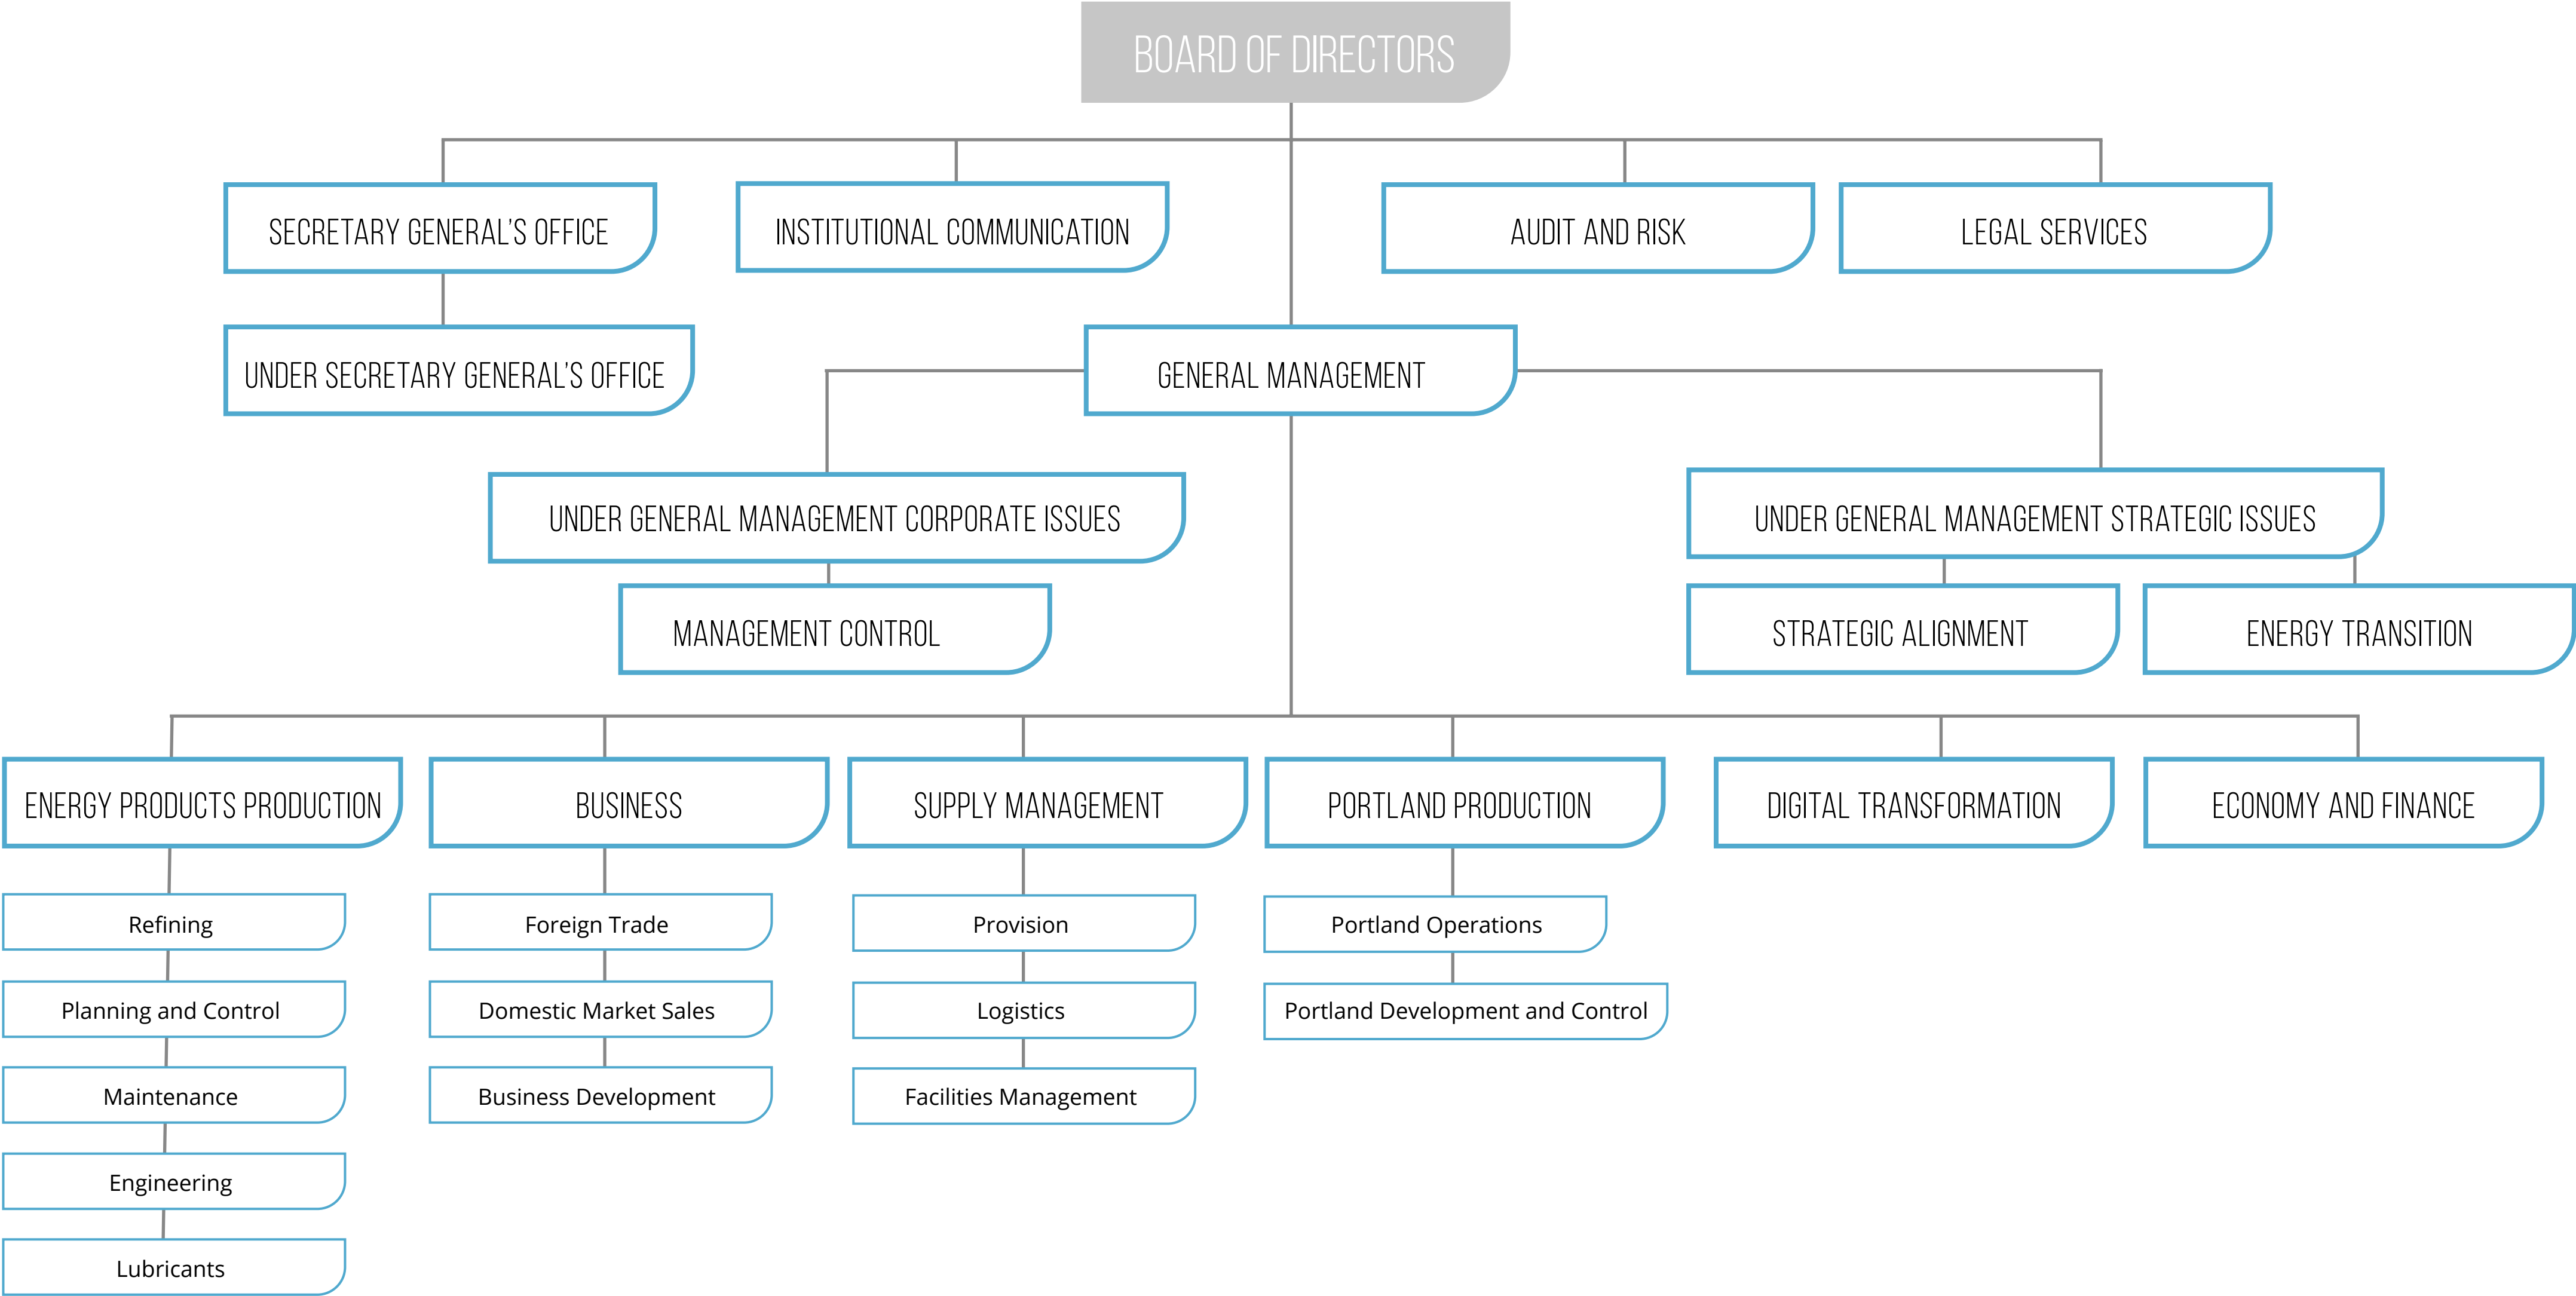 BOARD OF DIRECTORS
SECRETARY GENERAL’S OFFICE
INSTITUTIONAL COMMUNICATION
AUDIT AND RISK
LEGAL SERVICES
UNDER SECRETARY GENERAL’S OFFICE
GENERAL MANAGEMENT
UNDER GENERAL MANAGEMENT CORPORATE ISSUES
UNDER GENERAL MANAGEMENT STRATEGIC ISSUES
MANAGEMENT CONTROL
STRATEGIC ALIGNMENT
ENERGY TRANSITION
ENERGY PRODUCTS PRODUCTION
BUSINESS
SUPPLY MANAGEMENT
PORTLAND PRODUCTION
DIGITAL TRANSFORMATION
ECONOMY AND FINANCE
Refining
Foreign Trade
Provision
Portland Operations
Planning and Control
Domestic Market Sales
Logistics
Portland Development and Control
Maintenance
Business Development
Facilities Management
Engineering
Lubricants